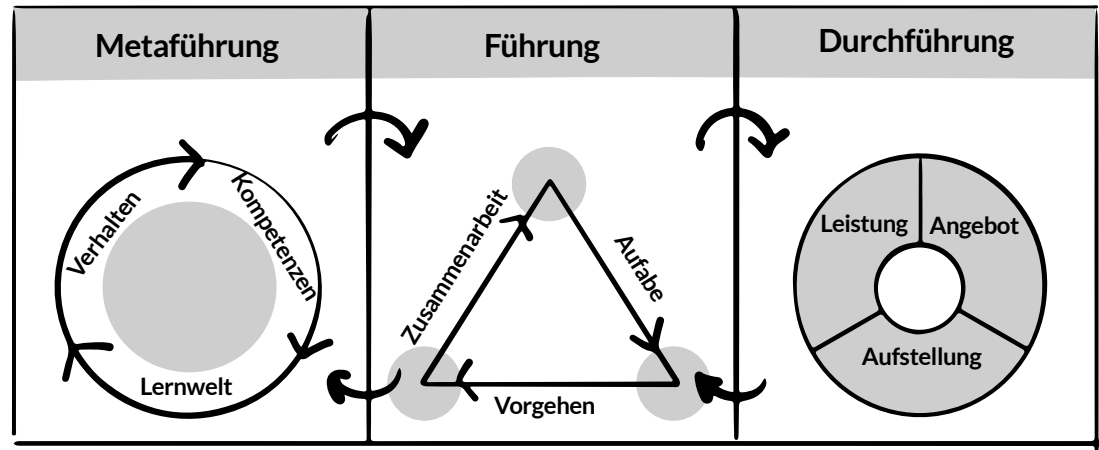 Metaführung
Führung
Durchführung
Verhalten
Kompetenzen
Lernwelt
Zusammenarbeit
Aufabe
Vorgehen
Leistung
Angebot
Aufstellung